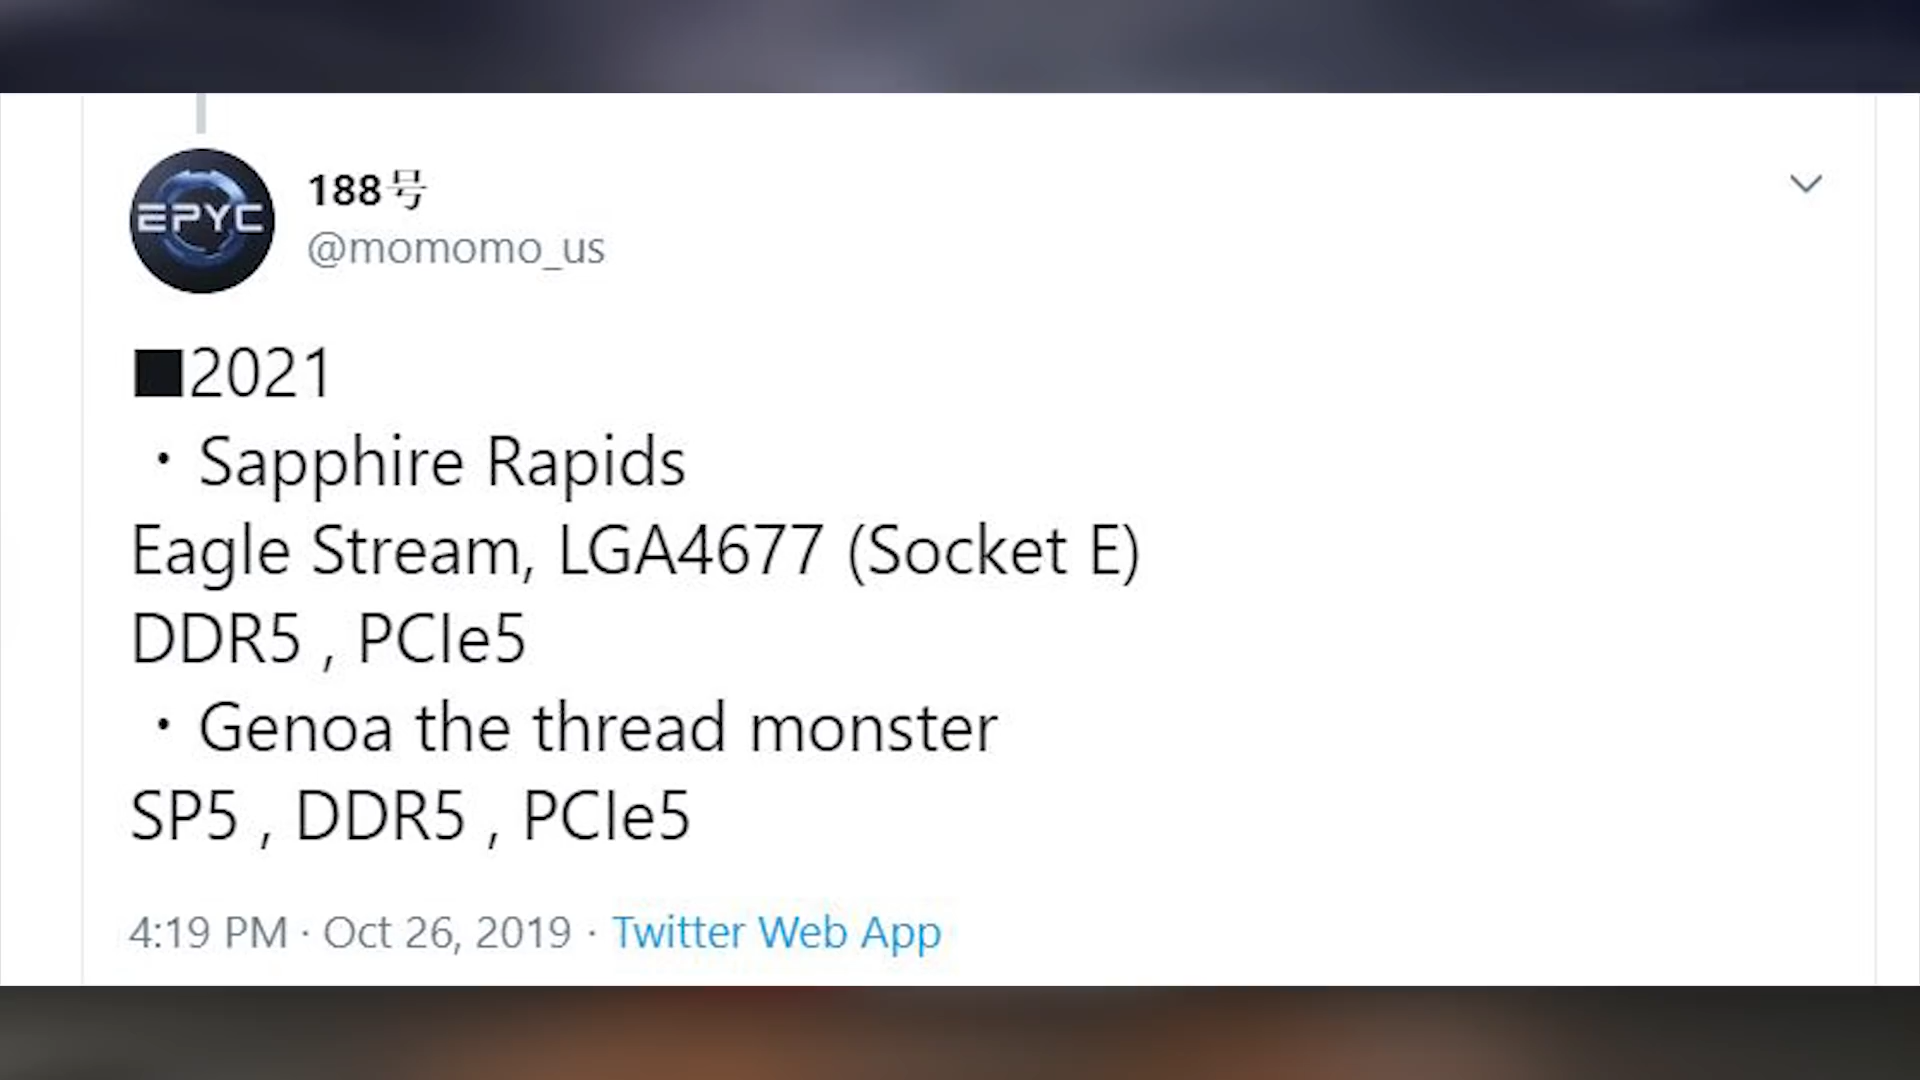 EPYC
188号
@momomo_us
■2021
・Sapphire Rapids
Eagle Stream, LGA4677 (Socket E)
DDR5 , PCIe5
・Genoa the thread monster
SP5 , DDR5 , PCIe5
4:19 PM · Oct 26, 2019 · Twitter Web App